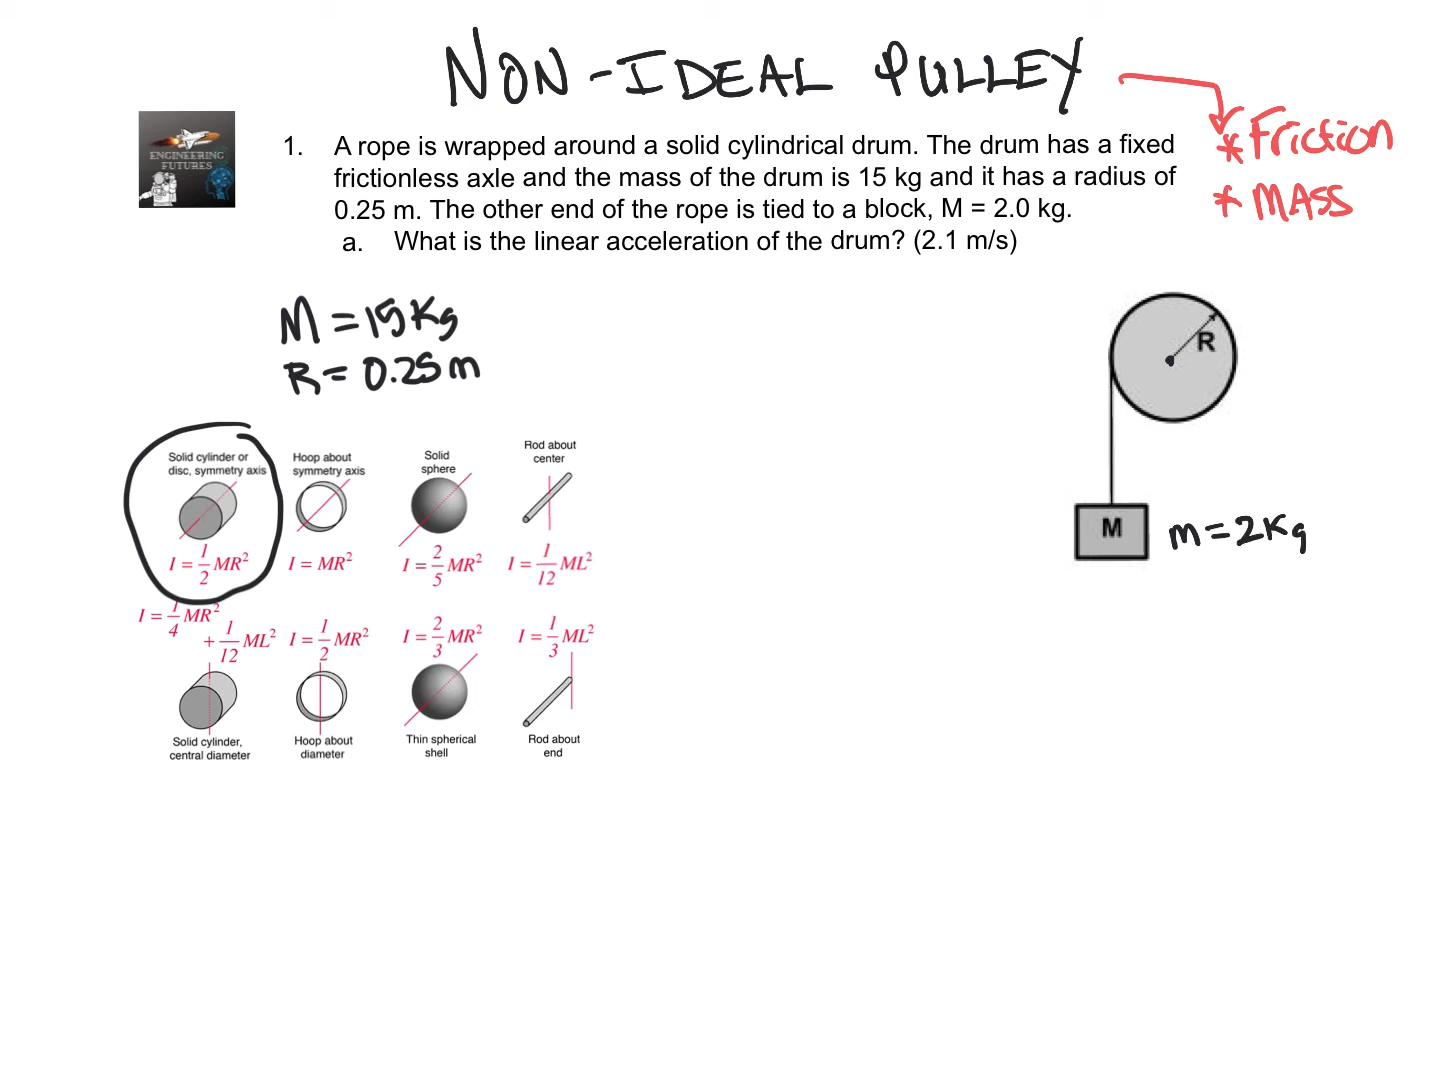 NON-IDEAL PULLEY
* Friction
* MASS
ENGINEERING
FUTURES
1. A rope is wrapped around a solid cylindrical drum. The drum has a fixed
frictionless axle and the mass of the drum is 15 kg and it has a radius of
0.25 m. The other end of the rope is tied to a block, M = 2.0 kg.
a. What is the linear acceleration of the drum? (2.1 m/s)
M = 15 Kg
R = 0.25 m
R
M
m = 2 Kg
Solid cylinder or
disc, symmetry axis
I = 1/2 MR²
Hoop about
symmetry axis
I = MR²
Solid
sphere
I = 2/5 MR²
Rod about
center
I = 1/12 ML²
I = 1/4 MR²
+ 1/12 ML²
Solid cylinder,
central diameter
I = 1/2 MR²
Hoop about
diameter
I = 2/3 MR²
Thin spherical
shell
I = 1/3 ML²
Rod about
end